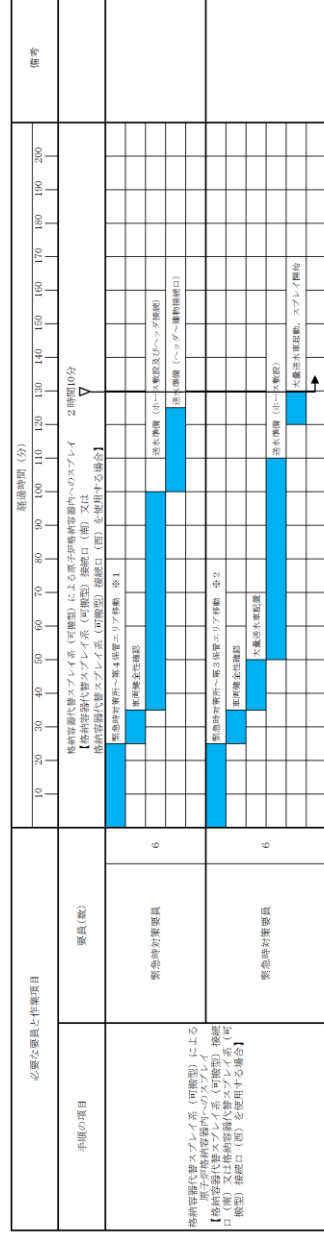 必要な要員と作業項目
経過時間（分）
備考
10 20 30 40 50 60 70 80 90 100 110 120 130 140 150 160 170 180 190 200
手順の項目
要員(数)
格納容器代替スプレイ系（可搬型）による原子炉格納容器内へのスプレイ
【格納容器代替スプレイ系（可搬型）接続口（南）又は
格納容器代替スプレイ系（可搬型）接続口（西）を使用する場合】
2時間10分
格納容器代替スプレイ系（可搬型）による
原子炉格納容器内へのスプレイ
【格納容器代替スプレイ系（可搬型）接続
口（南）又は格納容器代替スプレイ系（可
搬型）接続口（西）を使用する場合】
緊急時対策要員
6
緊急時対策所～第4保管エリア移動 ※1
車両健全性確認
送水準備（ホース敷設及びヘッダ接続）
送水準備（ヘッダ～建物接続口）
緊急時対策要員
6
緊急時対策所～第3保管エリア移動 ※2
車両健全性確認
大量送水車配置
送水準備（ホース敷設）
大量送水車起動，スプレイ開始